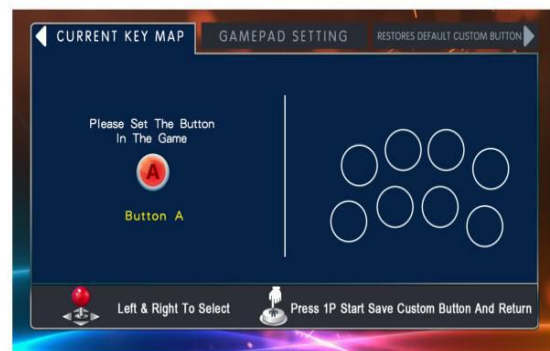 CURRENT KEY MAP
GAMEPAD SETTING
RESTORES DEFAULT CUSTOM BUTTON
Please Set The Button
In The Game
A
Button A
Left & Right To Select
Press 1P Start Save Custom Button And Return